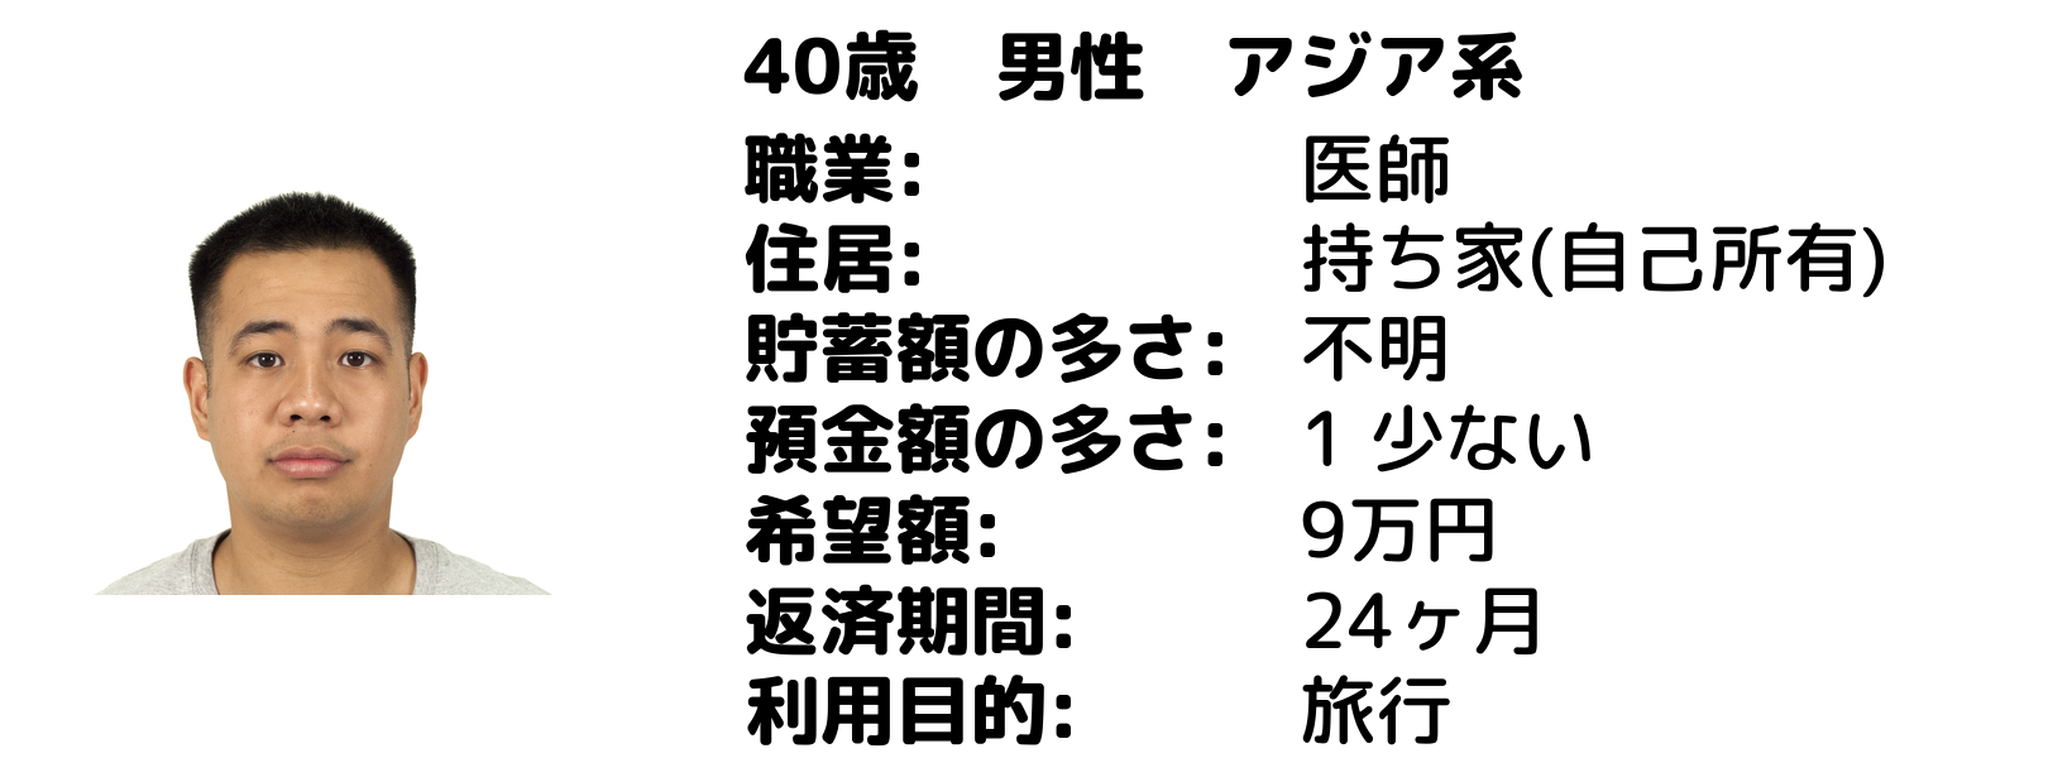 40歳　男性　アジア系
職業: 医師
住居: 持ち家(自己所有)
貯蓄額の多さ: 不明
預金額の多さ: 1 少ない
希望額: 9万円
返済期間: 24ヶ月
利用目的: 旅行